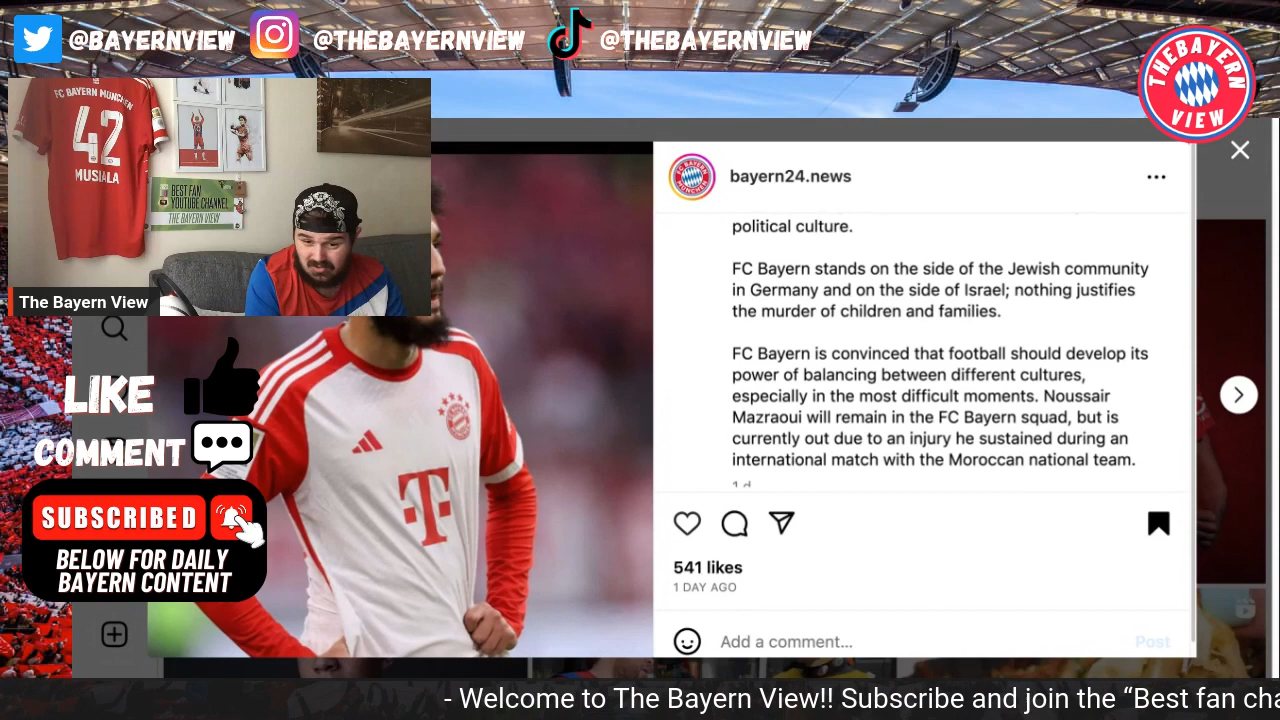 @BAYERNVIEW @THEBAYERNVIEW @THEBAYERNVIEW
THEBAYERN VIEW
FC BAYERN MÜNCHEN
42
MUSIALA
BEST FAN
YOUTUBE CHANNEL
THE BAYERN VIEW
The Bayern View
bayern24.news
political culture.
FC Bayern stands on the side of the Jewish community
in Germany and on the side of Israel; nothing justifies
the murder of children and families.
FC Bayern is convinced that football should develop its
power of balancing between different cultures,
especially in the most difficult moments. Noussair
Mazraoui will remain in the FC Bayern squad, but is
currently out due to an injury he sustained during an
international match with the Moroccan national team.
1 d
541 likes
1 DAY AGO
Add a comment...
Post
LIKE
COMMENT
SUBSCRIBED
BELOW FOR DAILY
BAYERN CONTENT
T
- Welcome to The Bayern View!! Subscribe and join the “Best fan cha